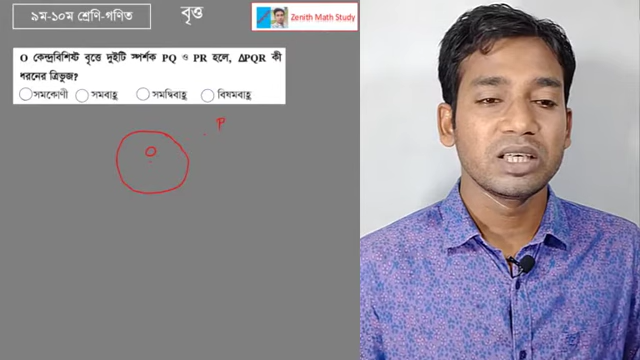 ৯ম-১০ম শ্রেণি-গণিত
বৃত্ত
Zenith Math Study
O কেন্দ্রবিশিষ্ট বৃত্তে দুইটি স্পর্শক PQ ও PR হলে, ΔPQR কী
ধরনের ত্রিভুজ?
সমকোণী সমবাহু সমদ্বিবাহু বিষমবাহু
P
O